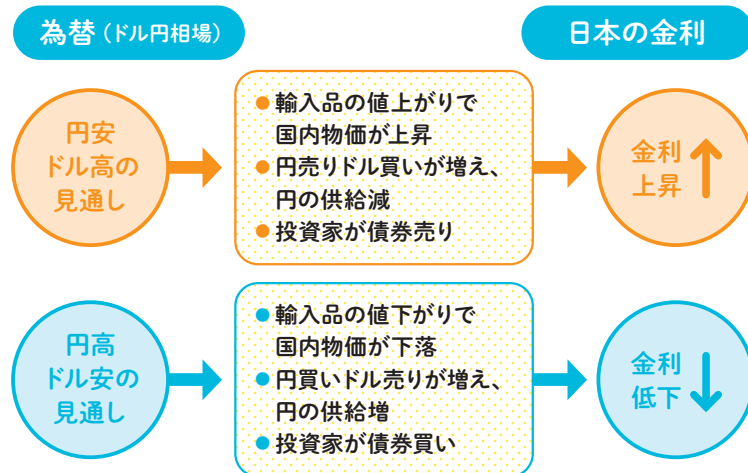 為替（ドル円相場）
日本の金利
円安
ドル高の
見通し
●輸入品の値上がりで
国内物価が上昇
●円売りドル買いが増え、
円の供給減
●投資家が債券売り
金利
上昇
円高
ドル安の
見通し
●輸入品の値下がりで
国内物価が下落
●円買いドル売りが増え、
円の供給増
●投資家が債券買い
金利
低下